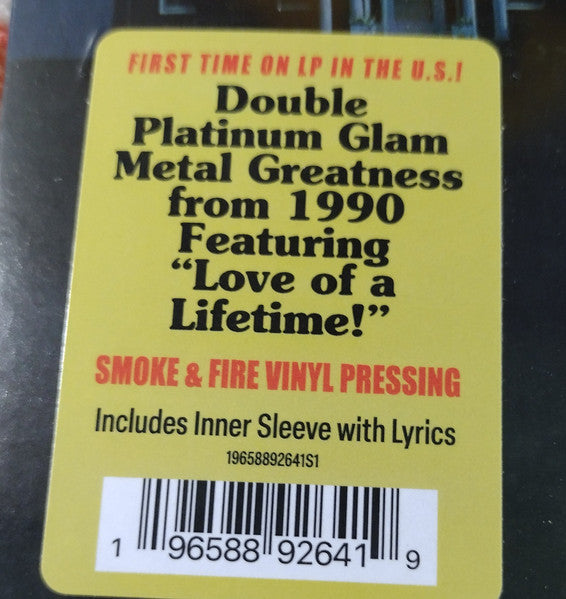 FIRST TIME ON LP IN THE U.S.!
Double
Platinum Glam
Metal Greatness
from 1990
Featuring
“Love of a
Lifetime!”
SMOKE & FIRE VINYL PRESSING
Includes Inner Sleeve with Lyrics
19658892641S1
1 96588 92641 9